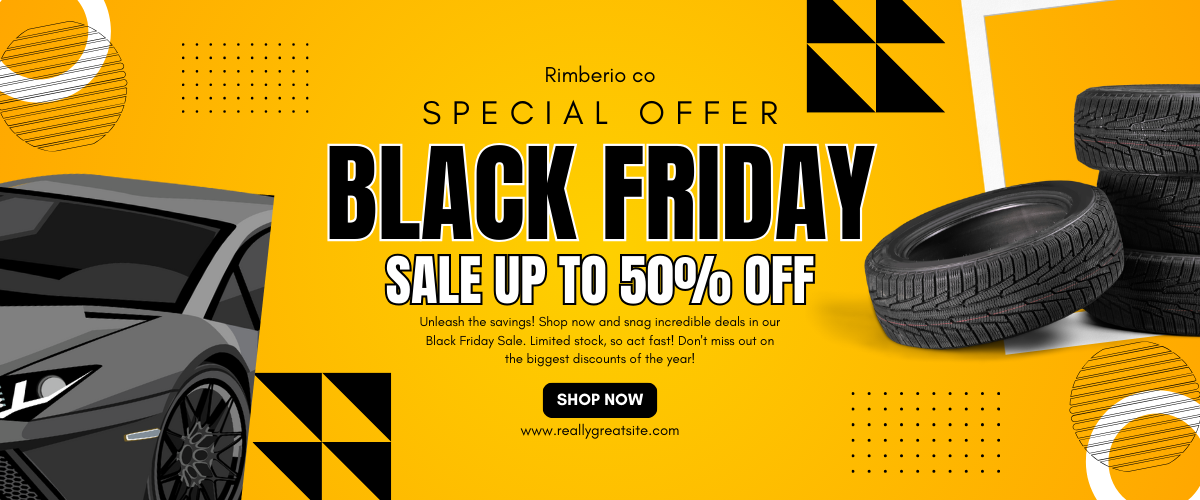 Rimberio co
SPECIAL OFFER
BLACK FRIDAY
SALE UP TO 50% OFF
Unleash the savings! Shop now and snag incredible deals in our
Black Friday Sale. Limited stock, so act fast! Don't miss out on
the biggest discounts of the year!
SHOP NOW
www.reallygreatsite.com